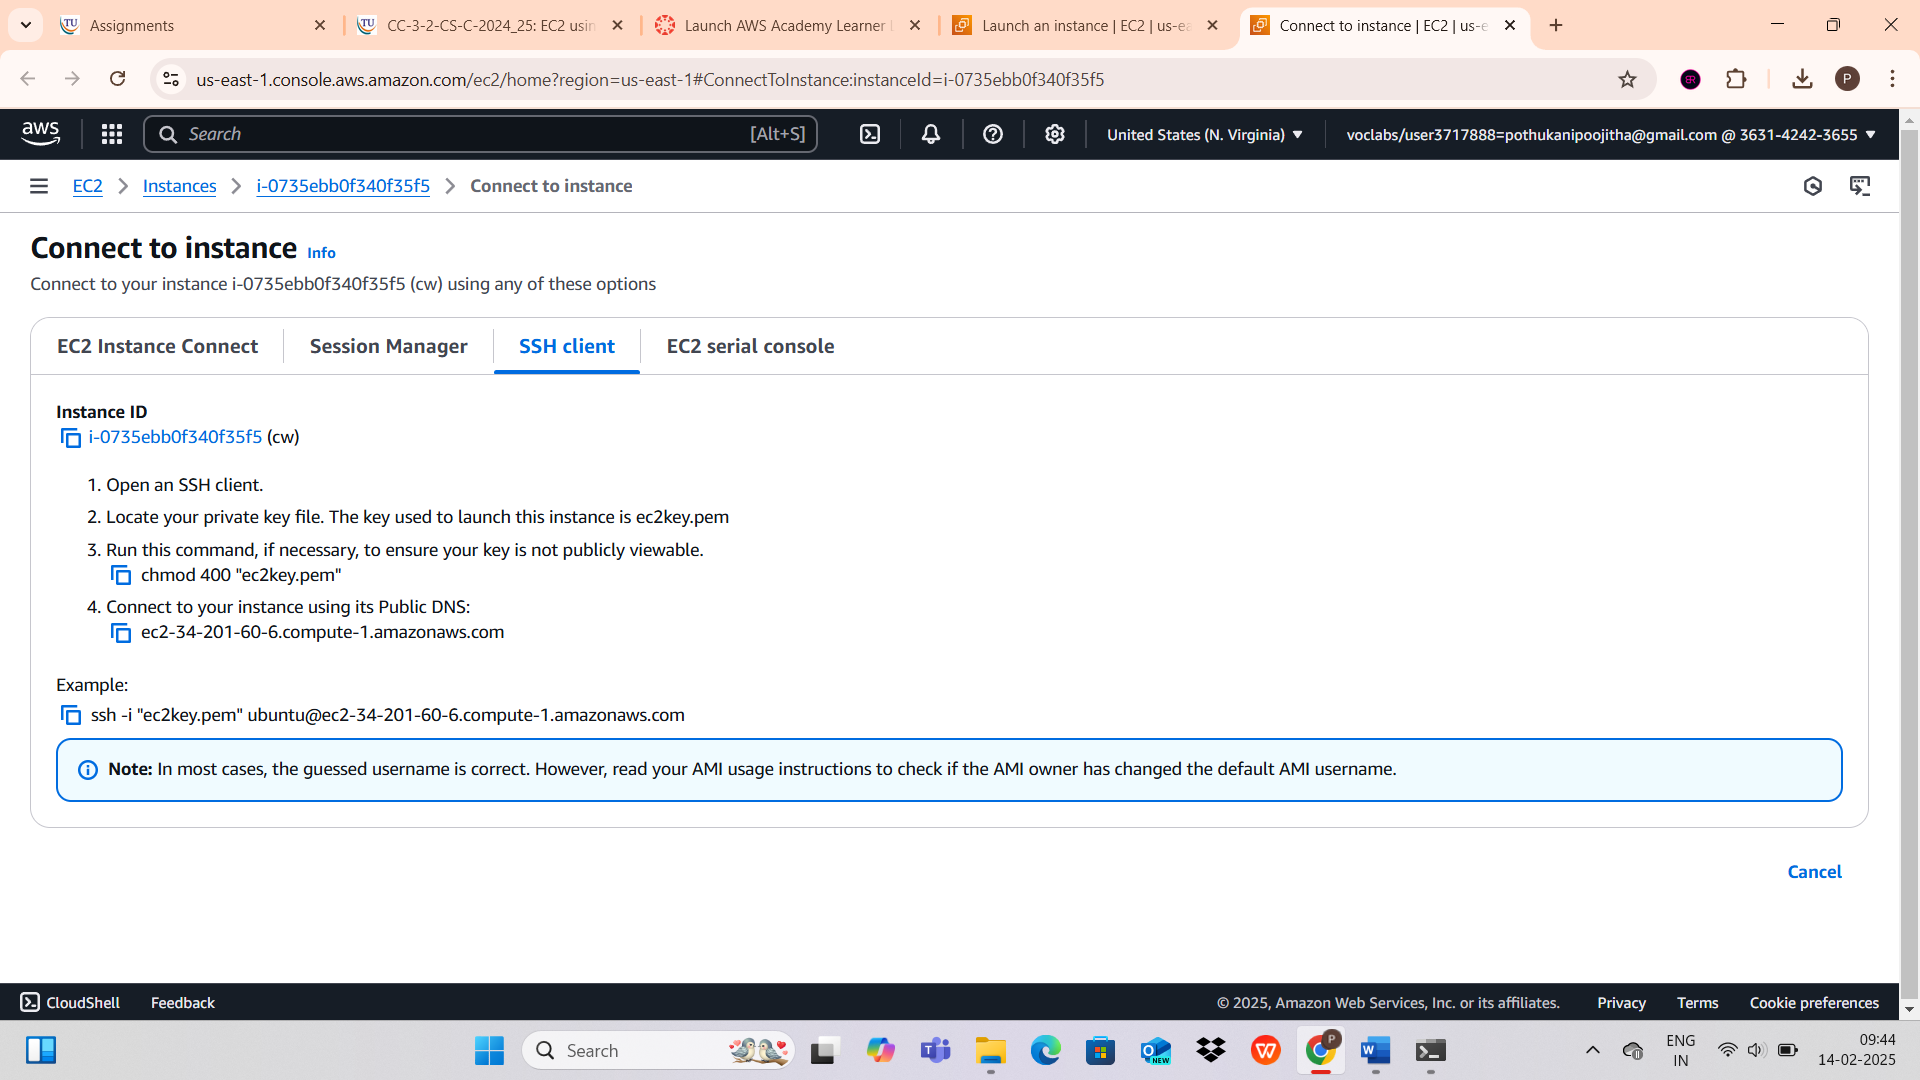 Assignments
CC-3-2-CS-C-2024_25: EC2 usin
Launch AWS Academy Learner L
Launch an instance | EC2 | us-ea
Connect to instance | EC2 | us-e
us-east-1.console.aws.amazon.com/ec2/home?region=us-east-1#ConnectToInstance:instanceId=i-0735ebb0f340f35f5
P
aws
Search
[Alt+S]
United States (N. Virginia)
voclabs/user3717888=pothukanipoojitha@gmail.com @ 3631-4242-3655
EC2
Instances
i-0735ebb0f340f35f5
Connect to instance
Connect to instance Info
Connect to your instance i-0735ebb0f340f35f5 (cw) using any of these options
EC2 Instance Connect
Session Manager
SSH client
EC2 serial console
Instance ID
i-0735ebb0f340f35f5 (cw)
1. Open an SSH client.
2. Locate your private key file. The key used to launch this instance is ec2key.pem
3. Run this command, if necessary, to ensure your key is not publicly viewable.
chmod 400 "ec2key.pem"
4. Connect to your instance using its Public DNS:
ec2-34-201-60-6.compute-1.amazonaws.com
Example:
ssh -i "ec2key.pem" ubuntu@ec2-34-201-60-6.compute-1.amazonaws.com
Note: In most cases, the guessed username is correct. However, read your AMI usage instructions to check if the AMI owner has changed the default AMI username.
Cancel
CloudShell
Feedback
© 2025, Amazon Web Services, Inc. or its affiliates.
Privacy
Terms
Cookie preferences
Search
ENG
IN
09:44
14-02-2025